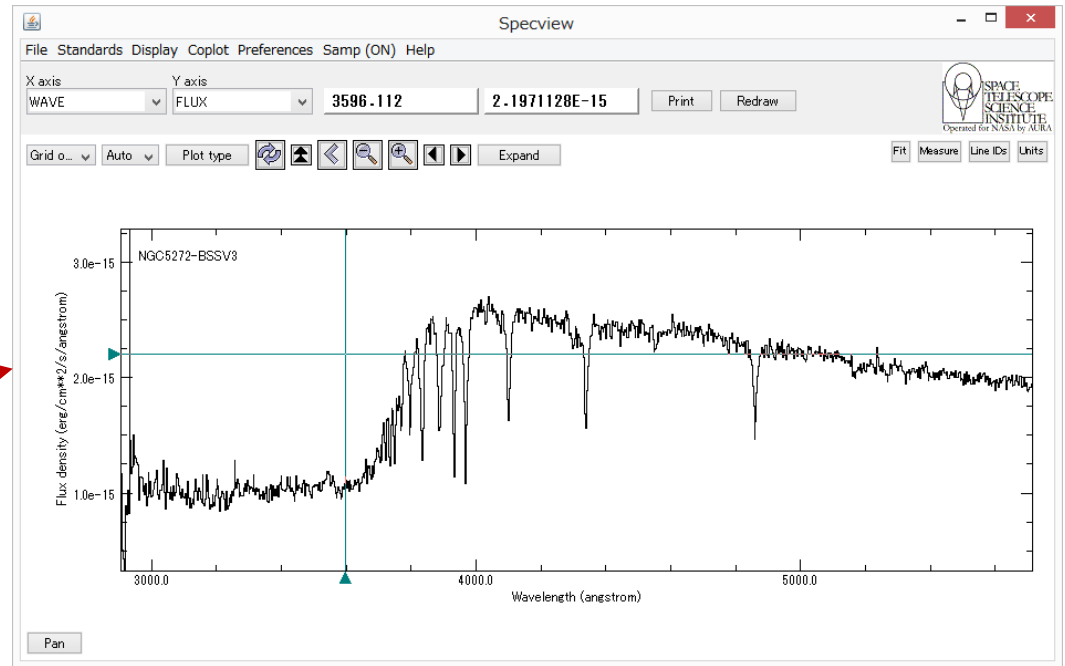 Specview
File Standards Display Coplot Preferences Samp (ON) Help
X axis
Y axis
WAVE
FLUX
3596.112
2.1971128E-15
Print
Redraw
SPACE
TELESCOPE
SCIENCE
INSTITUTE
Operated for NASA by AURA
Grid o...
Auto
Plot type
Expand
Fit
Measure
Line IDs
Units
NGC5272-BSSV3
3.0e-15
2.0e-15
1.0e-15
Flux density (erg/cm**2/s/angstrom)
3000.0
4000.0
5000.0
Wavelength (angstrom)
Pan